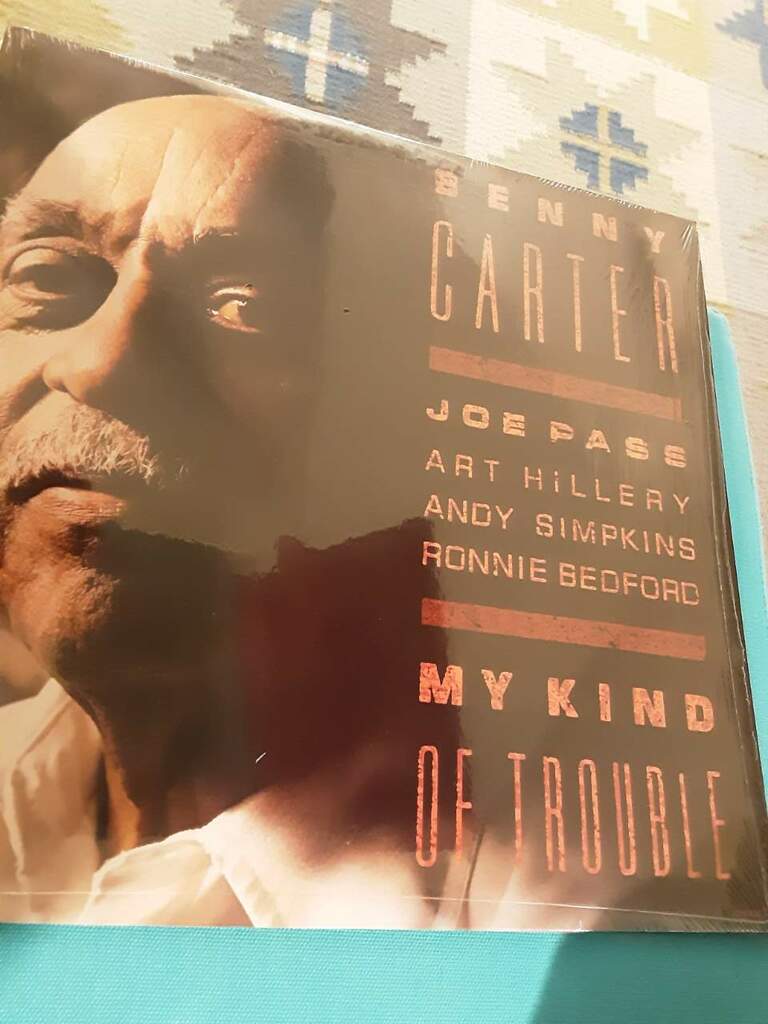 BENNY
CARTER
JOE PASS
ART HILLERY
ANDY SIMPKINS
RONNIE BEDFORD
MY KIND
OF TROUBLE